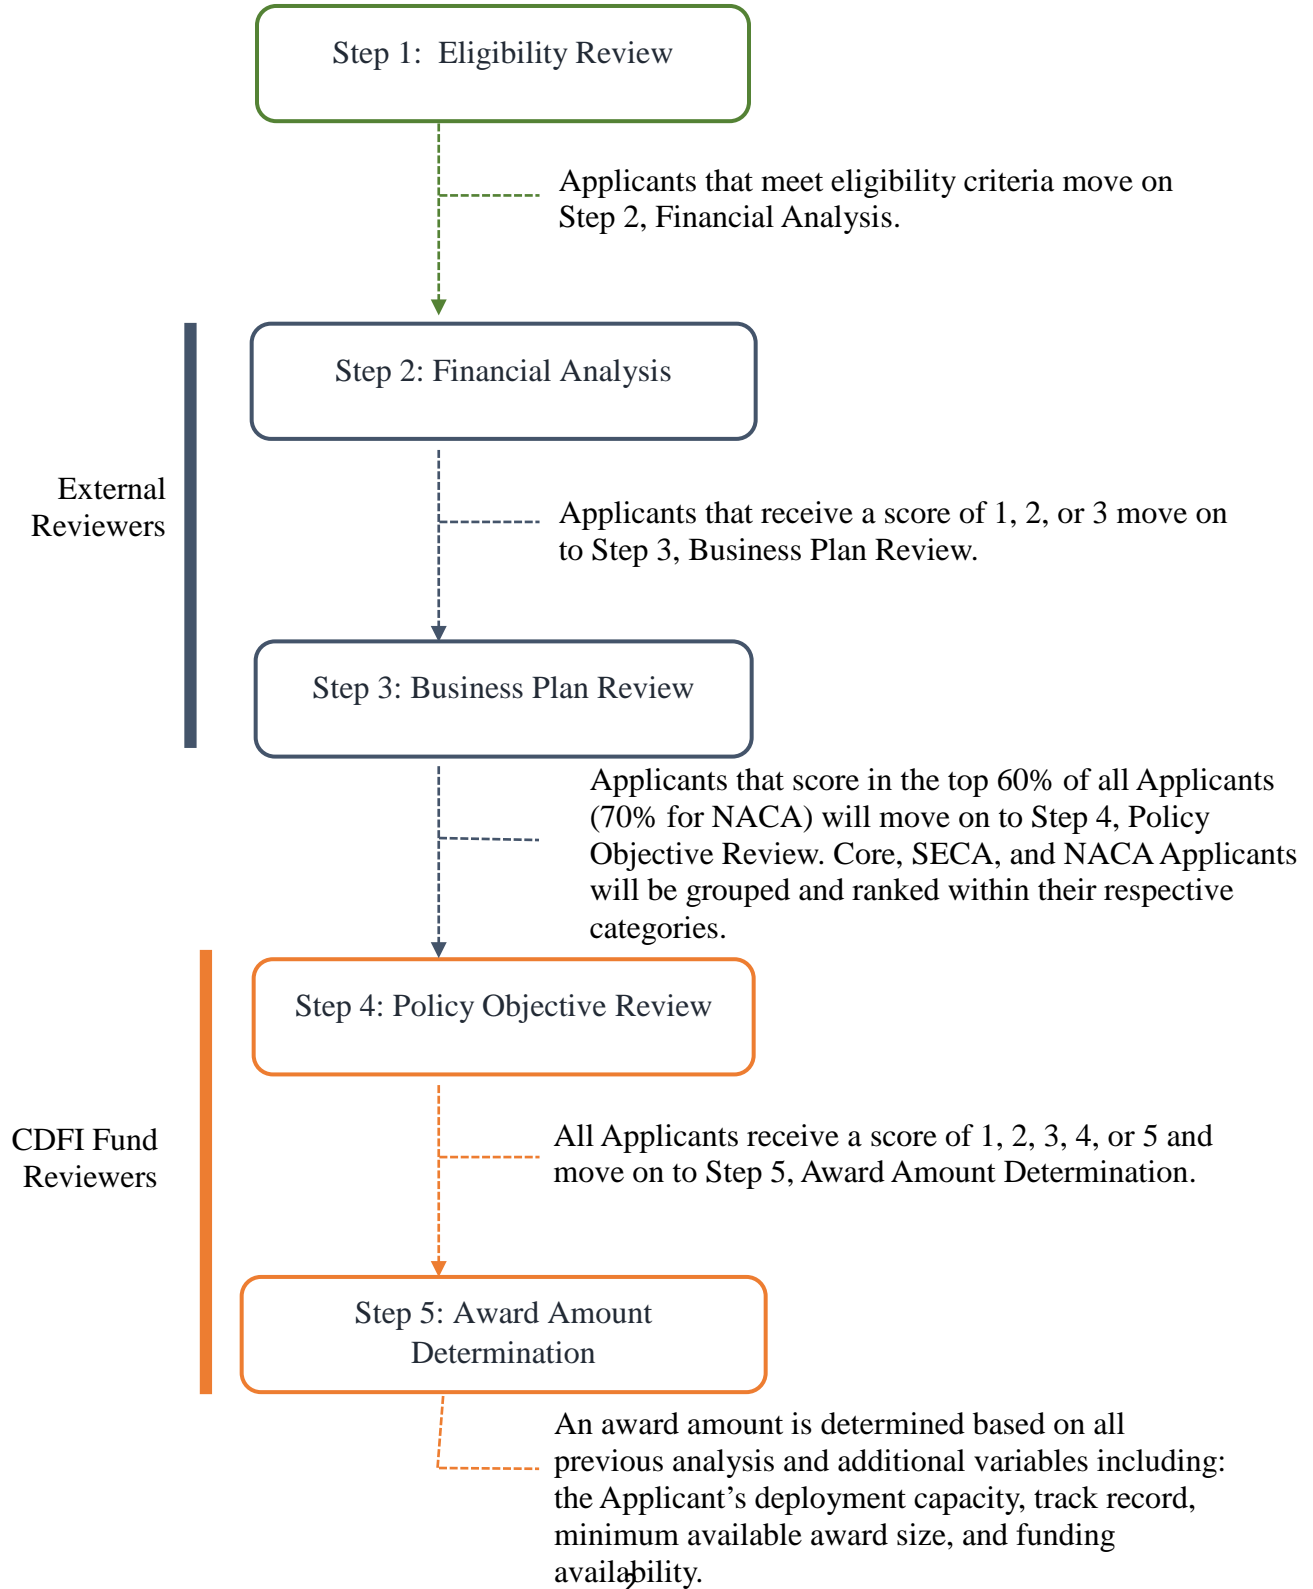 Step 1:  Eligibility Review
Applicants that meet eligibility criteria move on
Step 2, Financial Analysis.
Step 2: Financial Analysis
External
Reviewers
Applicants that receive a score of 1, 2, or 3 move on
to Step 3, Business Plan Review.
Step 3: Business Plan Review
Applicants that score in the top 60% of all Applicants
(70% for NACA) will move on to Step 4, Policy
Objective Review. Core, SECA, and NACA Applicants
will be grouped and ranked within their respective
categories.
Step 4: Policy Objective Review
CDFI Fund
Reviewers
All Applicants receive a score of 1, 2, 3, 4, or 5 and
move on to Step 5, Award Amount Determination.
Step 5: Award Amount
Determination
An award amount is determined based on all
previous analysis and additional variables including:
the Applicant’s deployment capacity, track record,
minimum available award size, and funding
availability.